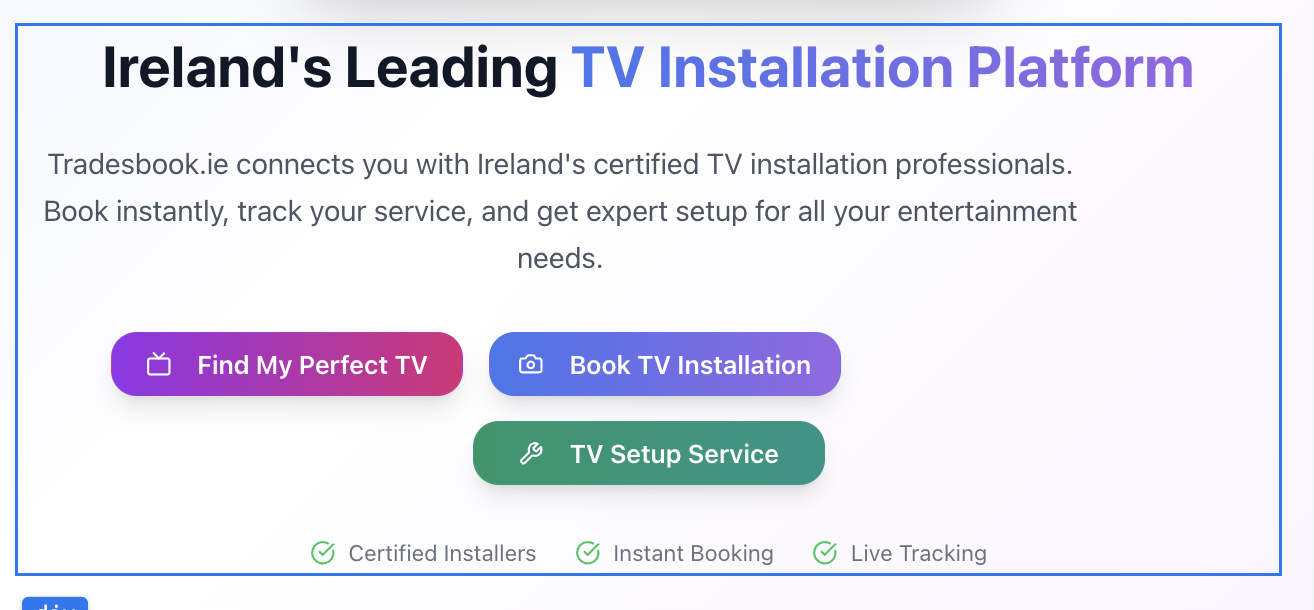 Ireland's Leading TV Installation Platform
Tradesbook.ie connects you with Ireland's certified TV installation professionals.
Book instantly, track your service, and get expert setup for all your entertainment
needs.
Find My Perfect TV
Book TV Installation
TV Setup Service
Certified Installers
Instant Booking
Live Tracking